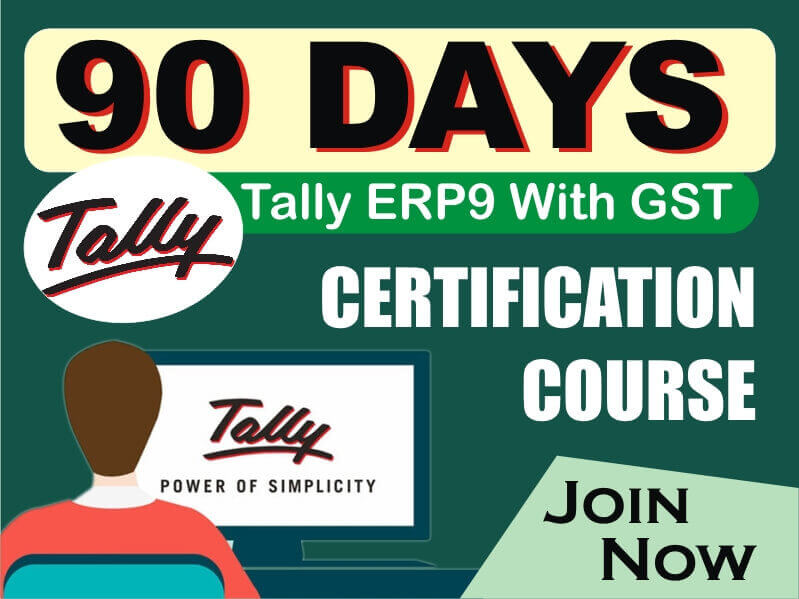 90 DAYS
Tally
Tally ERP9 With GST
CERTIFICATION
COURSE
Tally
POWER OF SIMPLICITY
JOIN
NOW